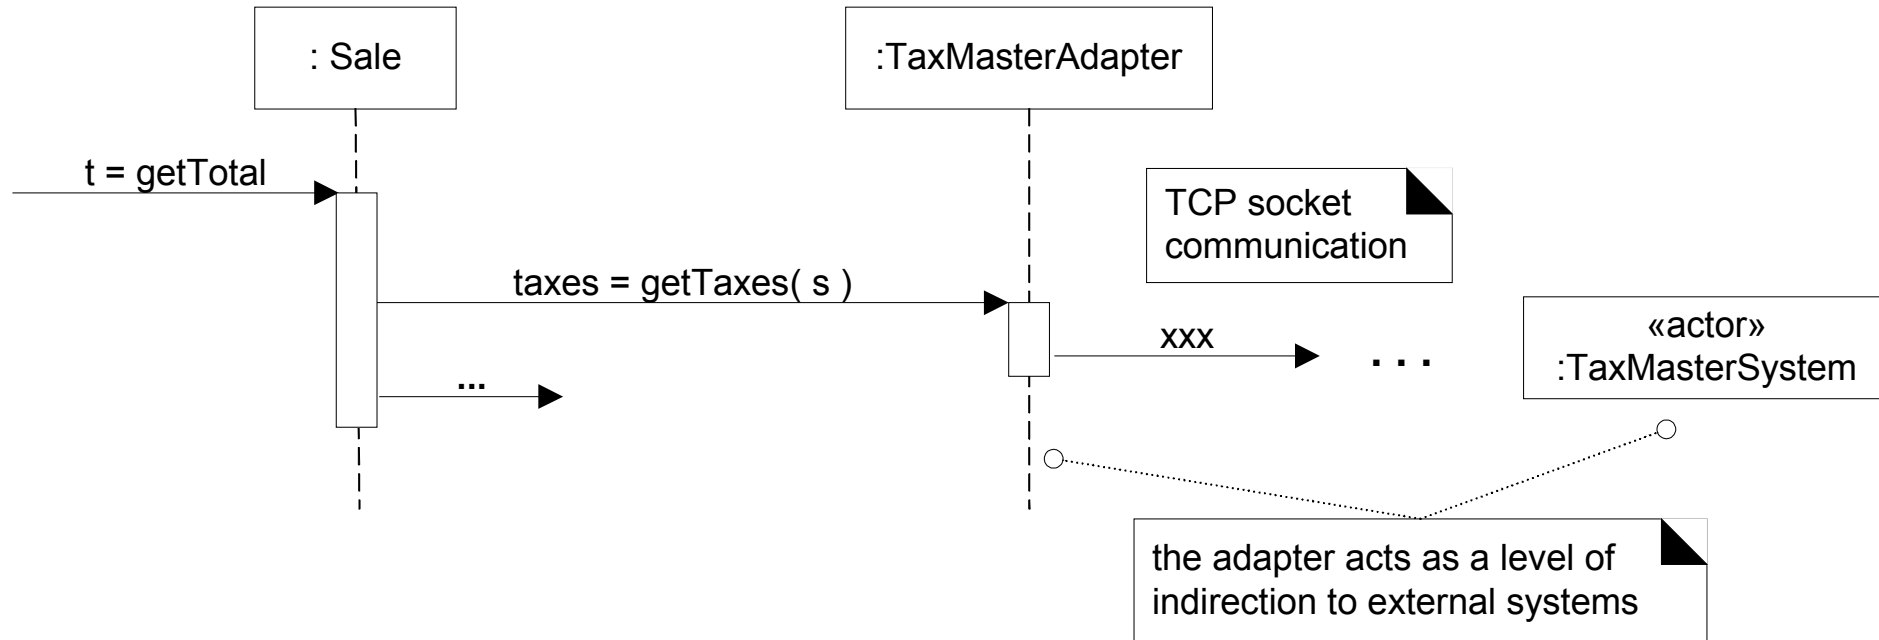 : Sale
:TaxMasterAdapter
t = getTotal
TCP socket
communication
taxes = getTaxes( s )
xxx
. . .
«actor»
:TaxMasterSystem
...
the adapter acts as a level of
indirection to external systems